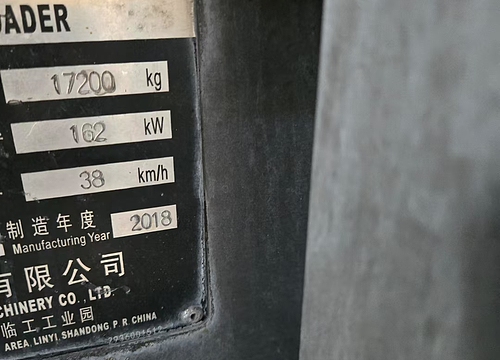 ADER
17200 kg
162 kW
38 km/h
制造年度
Manufacturing Year 2018
有限公司
CHINERY CO., LTD.
临工工业园
AREA, LINYI, SHANDONG, P. R. CHINA